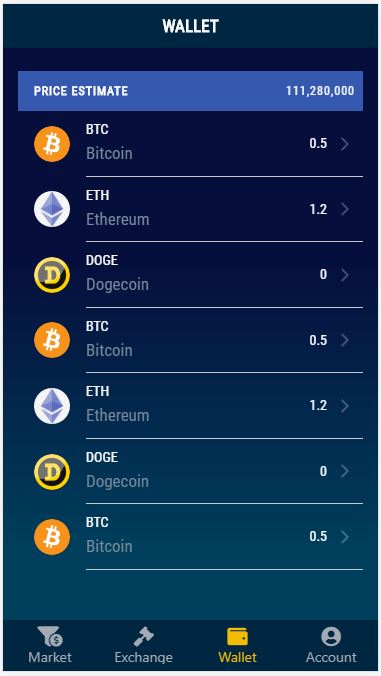 WALLET
PRICE ESTIMATE 111,280,000
BTC
Bitcoin 0.5
ETH
Ethereum 1.2
DOGE
Dogecoin 0
BTC
Bitcoin 0.5
ETH
Ethereum 1.2
DOGE
Dogecoin 0
BTC
Bitcoin 0.5
Market Exchange Wallet Account